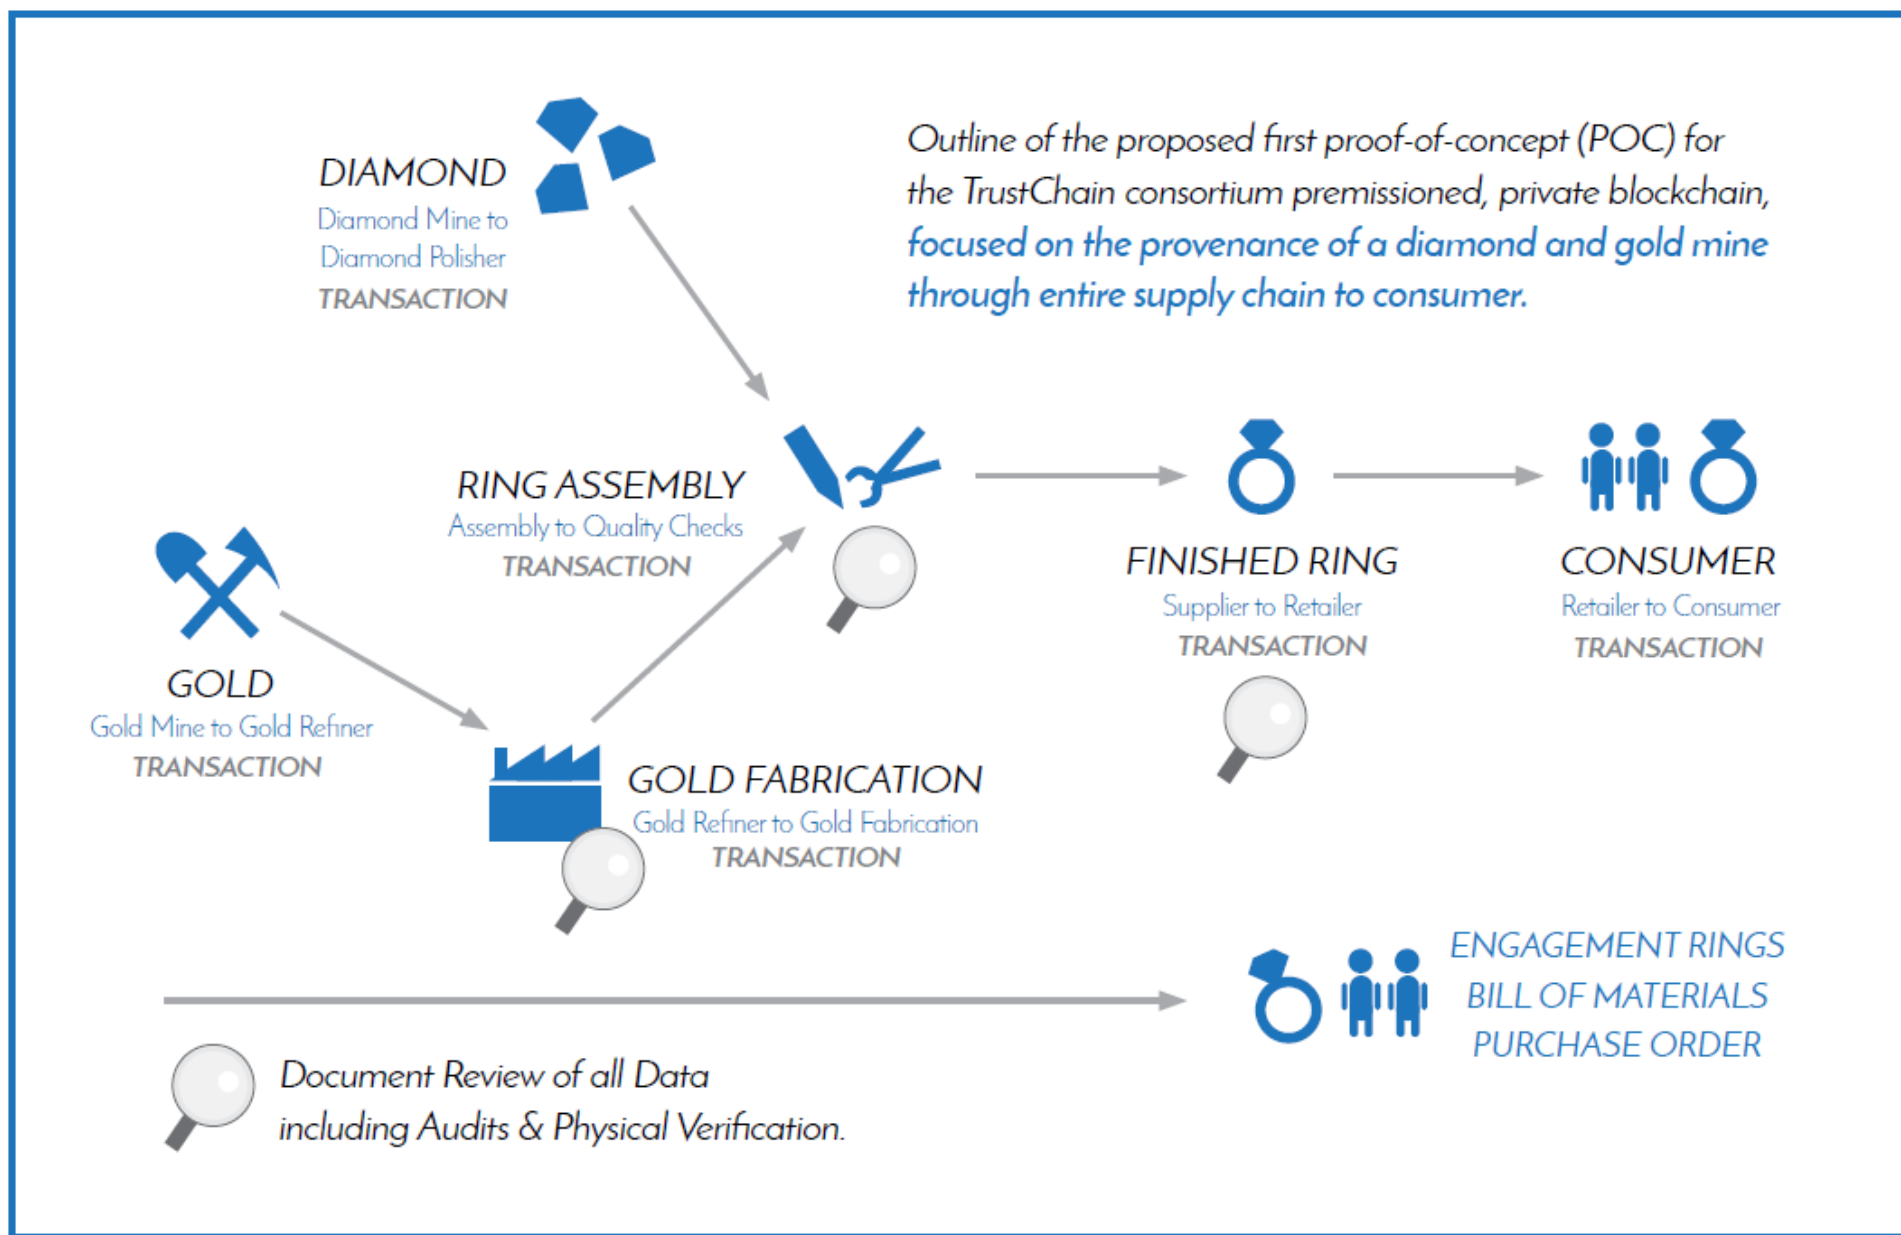 DIAMOND
Diamond Mine to
Diamond Polisher
TRANSACTION
Outline of the proposed first proof-of-concept (POC) for
the TrustChain consortium premissioned, private blockchain,
focused on the provenance of a diamond and gold mine
through entire supply chain to consumer.
RING ASSEMBLY
Assembly to Quality Checks
TRANSACTION
FINISHED RING
Supplier to Retailer
TRANSACTION
CONSUMER
Retailer to Consumer
TRANSACTION
GOLD
Gold Mine to Gold Refiner
TRANSACTION
GOLD FABRICATION
Gold Refiner to Gold Fabrication
TRANSACTION
ENGAGEMENT RINGS
BILL OF MATERIALS
PURCHASE ORDER
Document Review of all Data
including Audits & Physical Verification.